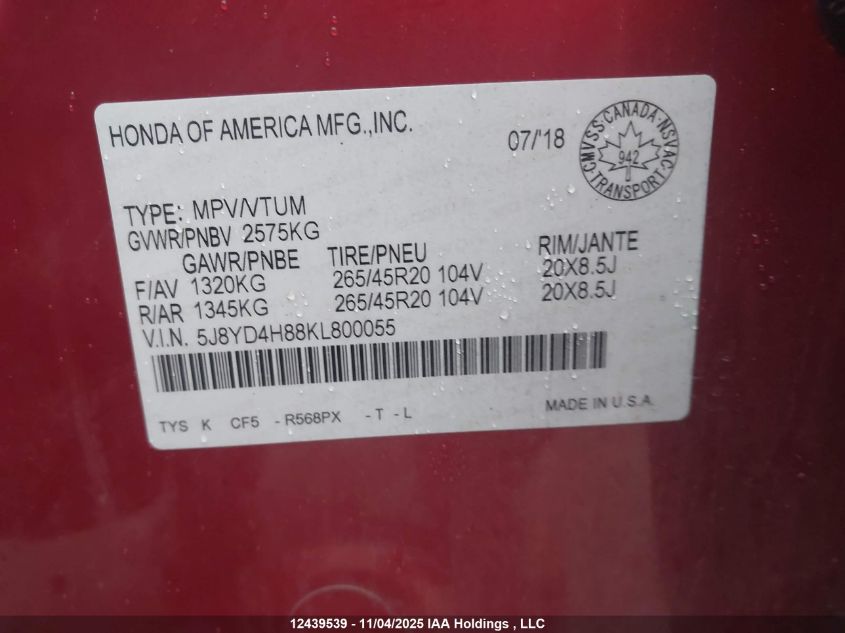 HONDA OF AMERICA MFG.,INC.
07/'18
CMVSS·CANADA·NSVAC
942
TRANSPORT
TYPE: MPV/VTUM
GVWR/PNBV 2575KG
GAWR/PNBE TIRE/PNEU RIM/JANTE
F/AV 1320KG 265/45R20 104V 20X8.5J
R/AR 1345KG 265/45R20 104V 20X8.5J
V.I.N. 5J8YD4H88KL800055
TYS K CF5 - R568PX - T - L MADE IN U.S.A.
12439539 - 11/04/2025 IAA Holdings , LLC